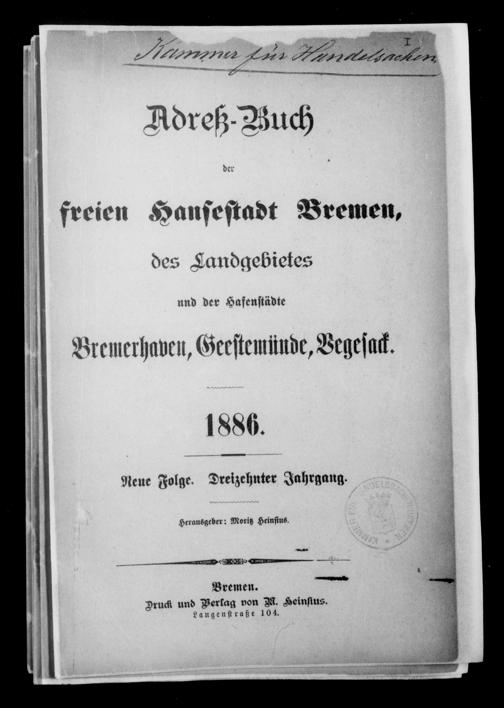 I
Kammer für Handelsachen
Adreß-Buch
der
freien Hansestadt Bremen,
des Landgebietes
und der Hafenstädte
Bremerhaven, Geestemünde, Vegesack.
1886.
Neue Folge. Dreizehnter Jahrgang.
Herausgeber: Moritz Heinsius.
Bremen.
Druck und Verlag von M. Heinsius.
Langenstraße 104.